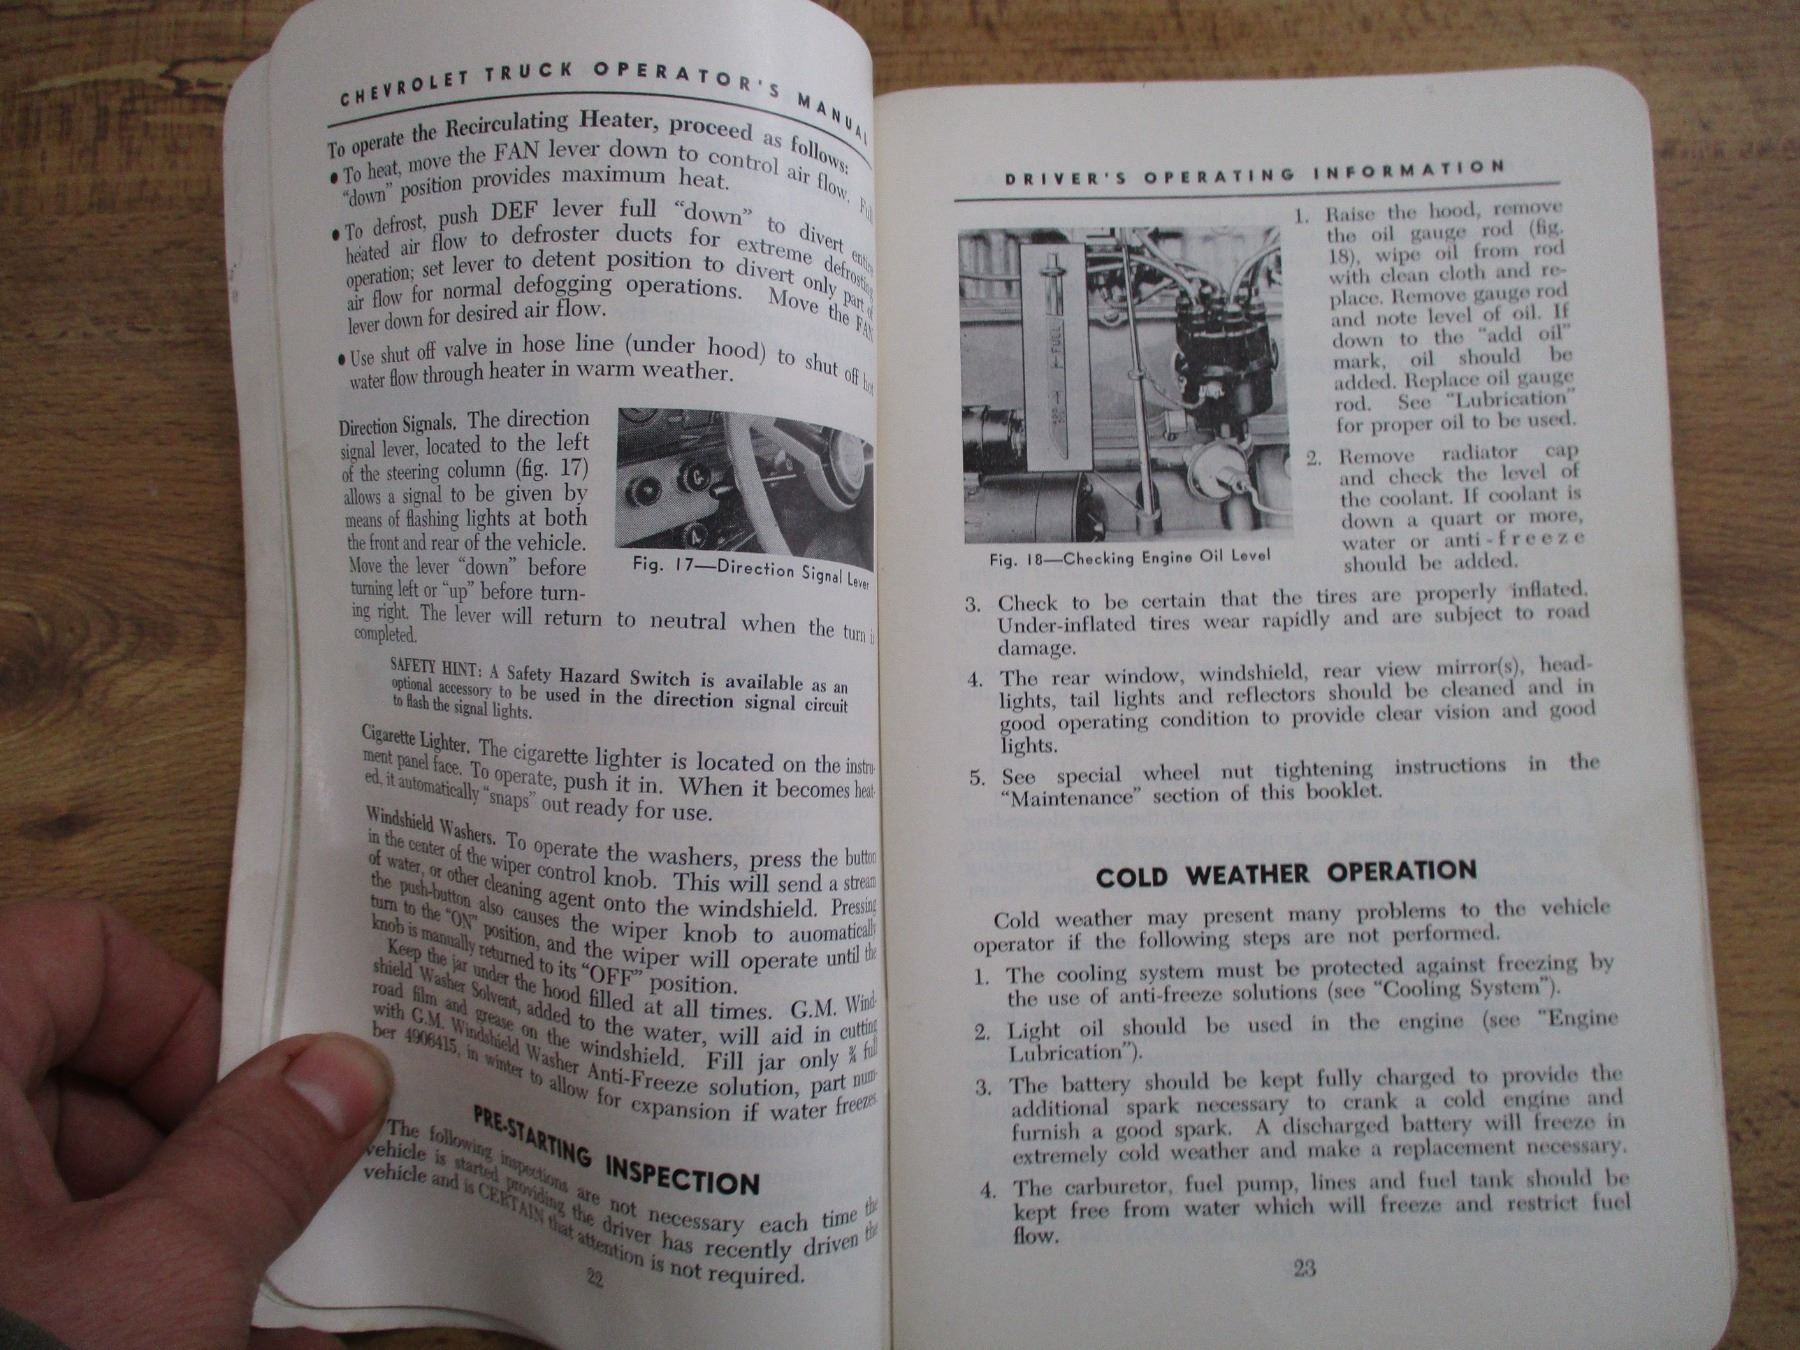 CHEVROLET TRUCK OPERATOR'S MANUAL
To operate the Recirculating Heater, proceed as follows:
● To heat, move the FAN lever down to control air flow. Full
"down" position provides maximum heat.
● To defrost, push DEF lever full "down" to divert entire
heated air flow to defroster ducts for extreme defrosting
operation; set lever to detent position to divert only part of
air flow for normal defogging operations. Move the FAN
lever down for desired air flow.
● Use shut off valve in hose line (under hood) to shut off hot
water flow through heater in warm weather.
Direction Signals. The direction
signal lever, located to the left
of the steering column (fig. 17)
allows a signal to be given by
means of flashing lights at both
the front and rear of the vehicle.
Move the lever "down" before
turning left or "up" before turn-
ing right. The lever will return to neutral when the turn is
completed.
Fig. 17—Direction Signal Lever
SAFETY HINT: A Safety Hazard Switch is available as an
optional accessory to be used in the direction signal circuit
to flash the signal lights.
Cigarette Lighter. The cigarette lighter is located on the instru-
ment panel face. To operate, push it in. When it becomes heat-
ed, it automatically "snaps" out ready for use.
Windshield Washers. To operate the washers, press the button
in the center of the wiper control knob. This will send a stream
of water, or other cleaning agent onto the windshield. Pressing
the push-button also causes the wiper knob to auomatically
turn to the "ON" position, and the wiper will operate until the
knob is manually returned to its "OFF" position.
Keep the jar under the hood filled at all times. G.M. Wind-
shield Washer Solvent, added to the water, will aid in cutting
road film and grease on the windshield. Fill jar only ¾ full
with G.M. Windshield Washer Anti-Freeze solution, part num-
ber 4906415, in winter to allow for expansion if water freezes.
PRE-STARTING INSPECTION
The following inspections are not necessary each time the
vehicle is started providing the driver has recently driven the
vehicle and is CERTAIN that attention is not required.
22
DRIVER'S OPERATING INFORMATION
FULL
Fig. 18—Checking Engine Oil Level
1. Raise the hood, remove
the oil gauge rod (fig.
18), wipe oil from rod
with clean cloth and re-
place. Remove gauge rod
and note level of oil. If
down to the "add oil"
mark, oil should be
added. Replace oil gauge
rod. See "Lubrication"
for proper oil to be used.
2. Remove radiator cap
and check the level of
the coolant. If coolant is
down a quart or more,
water or anti-freeze
should be added.
3. Check to be certain that the tires are properly inflated.
Under-inflated tires wear rapidly and are subject to road
damage.
4. The rear window, windshield, rear view mirror(s), head-
lights, tail lights and reflectors should be cleaned and in
good operating condition to provide clear vision and good
lights.
5. See special wheel nut tightening instructions in the
"Maintenance" section of this booklet.
COLD WEATHER OPERATION
Cold weather may present many problems to the vehicle
operator if the following steps are not performed.
1. The cooling system must be protected against freezing by
the use of anti-freeze solutions (see "Cooling System").
2. Light oil should be used in the engine (see "Engine
Lubrication").
3. The battery should be kept fully charged to provide the
additional spark necessary to crank a cold engine and
furnish a good spark. A discharged battery will freeze in
extremely cold weather and make a replacement necessary.
4. The carburetor, fuel pump, lines and fuel tank should be
kept free from water which will freeze and restrict fuel
flow.
23